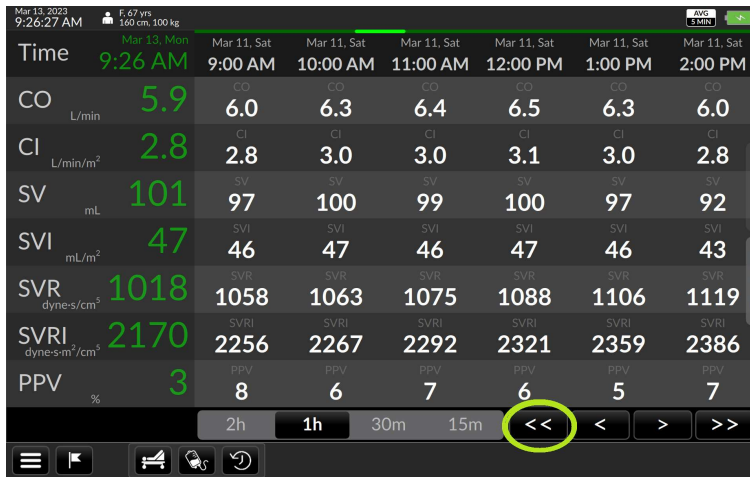 Mar 13, 2023
9:26:27 AM
F, 67 yrs
160 cm, 100 kg
AVG
5 MIN
Time Mar 13, Mon 9:26 AM
Mar 11, Sat Mar 11, Sat Mar 11, Sat Mar 11, Sat Mar 11, Sat Mar 11, Sat
9:00 AM 10:00 AM 11:00 AM 12:00 PM 1:00 PM 2:00 PM
CO L/min 5.9
CO CO CO CO CO CO
6.0 6.3 6.4 6.5 6.3 6.0
CI L/min/m² 2.8
CI CI CI CI CI CI
2.8 3.0 3.0 3.1 3.0 2.8
SV mL 101
SV SV SV SV SV SV
97 100 99 100 97 92
SVI mL/m² 47
SVI SVI SVI SVI SVI SVI
46 47 46 47 46 43
SVR dyne·s/cm⁵ 1018
SVR SVR SVR SVR SVR SVR
1058 1063 1075 1088 1106 1119
SVRI dyne·s·m²/cm⁵ 2170
SVRI SVRI SVRI SVRI SVRI SVRI
2256 2267 2292 2321 2359 2386
PPV % 3
PPV PPV PPV PPV PPV PPV
8 6 7 6 5 7
2h 1h 30m 15m << < > >>